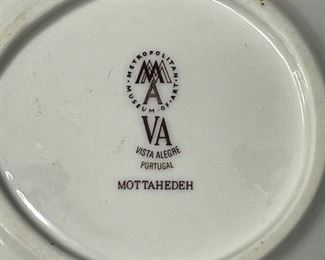 METROPOLITAN
MMA
MUSEUM · OF · ART
VA
VISTA ALEGRE
PORTUGAL
MOTTAHEDEH